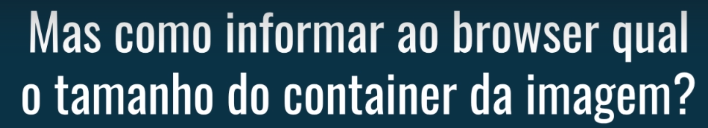 Mas como informar ao browser qual
o tamanho do container da imagem?